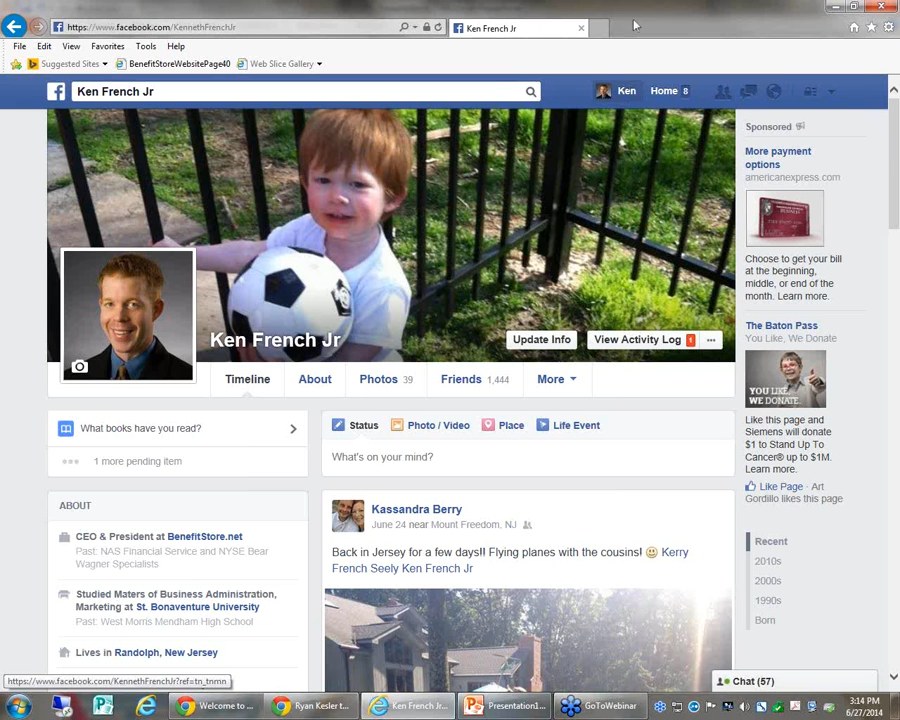 https://www.facebook.com/KennethFrenchJr
Ken French Jr
File Edit View Favorites Tools Help
Suggested Sites BenefitStoreWebsitePage40 Web Slice Gallery
Ken French Jr
Ken Home 8
Sponsored
More payment
options
americanexpress.com
Choose to get your bill
at the beginning,
middle, or end of the
month. Learn more.
Ken French Jr
Update Info View Activity Log 1 ...
Timeline About Photos 39 Friends 1,444 More
The Baton Pass
You Like, We Donate
YOU LIKE,
WE DONATE.
Like this page and
Siemens will donate
$1 to Stand Up To
Cancer® up to $1M.
Learn more.
Like Page · Art
Gordillo likes this page
What books have you read?
1 more pending item
Status Photo / Video Place Life Event
What's on your mind?
ABOUT
CEO & President at BenefitStore.net
Past: NAS Financial Service and NYSE Bear
Wagner Specialists
Studied Maters of Business Administration,
Marketing at St. Bonaventure University
Past: West Morris Mendham High School
Lives in Randolph, New Jersey
Kassandra Berry
June 24 near Mount Freedom, NJ
Back in Jersey for a few days!! Flying planes with the cousins! Kerry
French Seely Ken French Jr
Recent
2010s
2000s
1990s
Born
https://www.facebook.com/KennethFrenchJr?ref=tn_tnmn
Chat (57)
Welcome to ... Ryan Kesler t... Ken French Jr... Presentation1... GoToWebinar
3:14 PM
6/27/2014